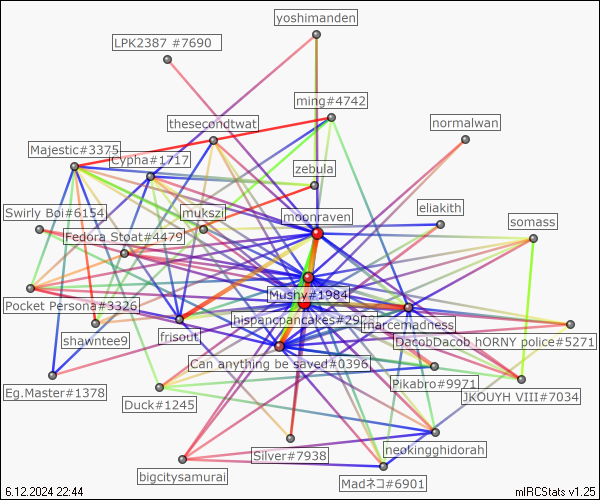 yoshimanden
LPK2387 #7690
ming#4742
thesecondtwat
normalwan
Majestic#3375
Cypha#1717
zebula
eliakith
Swirly Boi#6154
mukszi
moonraven
somass
Fedora Stoat#4479
Mushy#1984
Pocket Persona#3326
hispancpancakes#2978
marcemadness
shawntee9
frisout
DacobDacob hORNY police#5271
Can anything be saved#0396
Pikabro#9971
Eg.Master#1378
JKOUYH VIII#7034
Duck#1245
Silver#7938
neokingghidorah
bigcitysamurai
Madネコ#6901
6.12.2024 22:44
mIRCStats v1.25